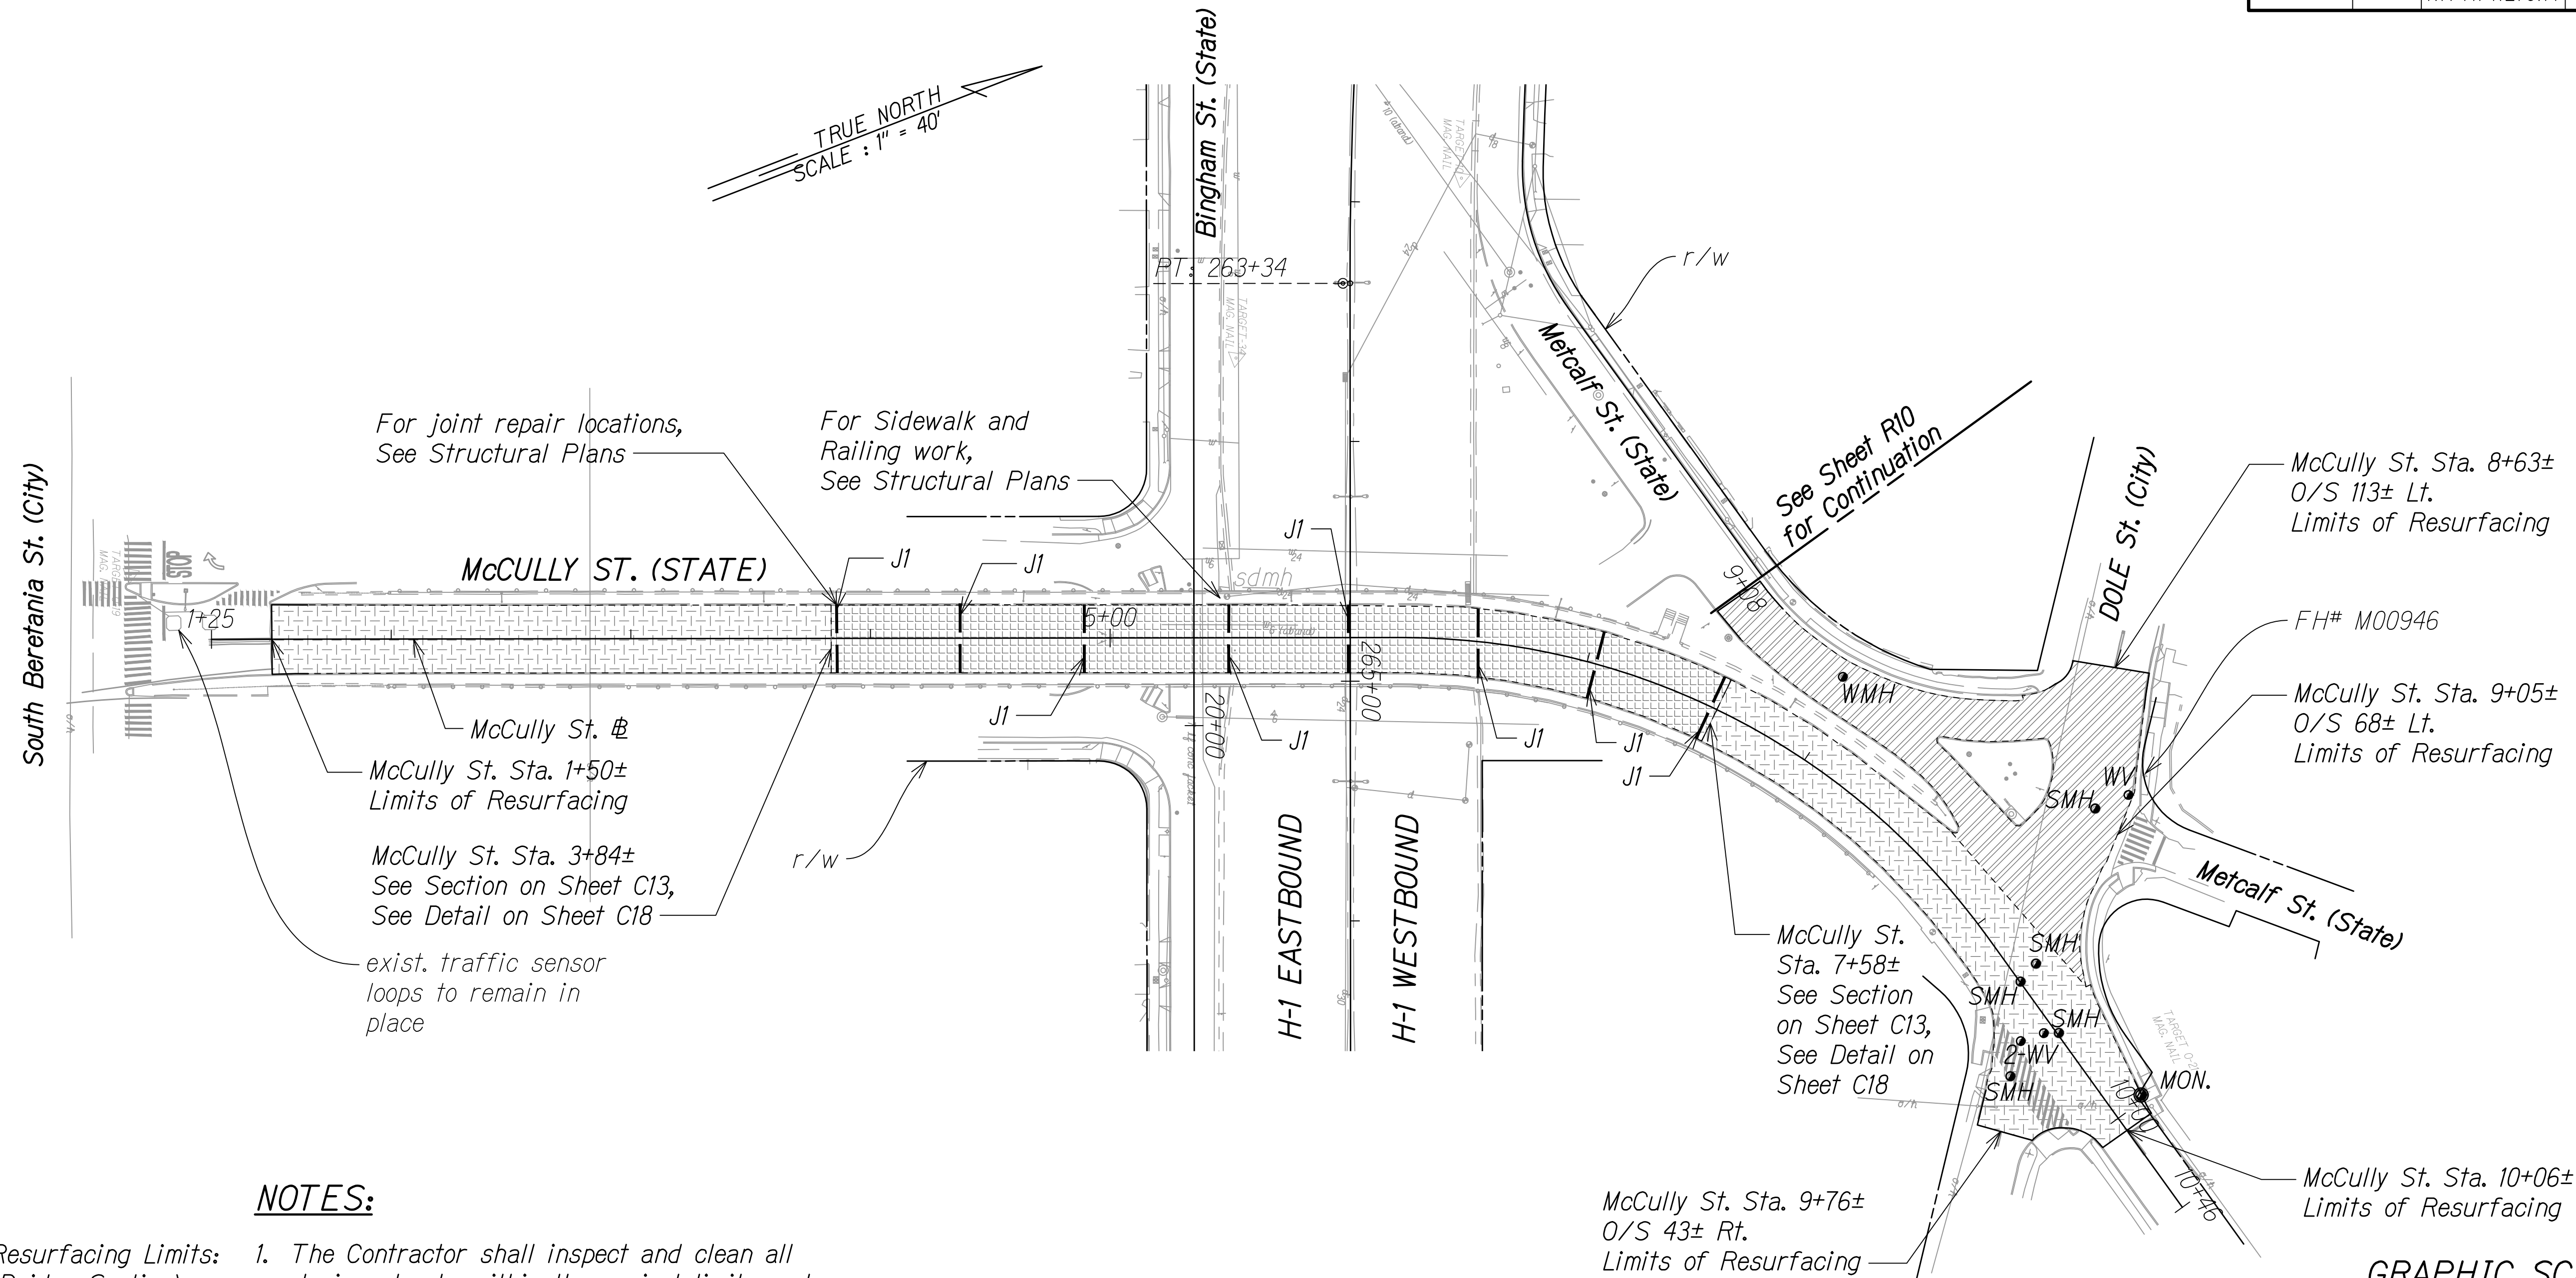 TRUE NORTH
SCALE : 1" = 40'
Bingham St. (State)
PT. 263+34
TARGET-34
MAG. NAIL
MAG. NAIL
r/w
Metcalf St. (State)
See Sheet R10
for Continuation
DOLE St. (City)
South Beretania St. (City)
For joint repair locations,
See Structural Plans
For Sidewalk and
Railing work,
See Structural Plans
McCULLY ST. (STATE)
STOP
1+25
J1
J1
J1
5+00
sdmh
9+08
McCully St. Sta. 8+63±
O/S 113± Lt.
Limits of Resurfacing
FH# M00946
McCully St. Sta. 9+05±
O/S 68± Lt.
Limits of Resurfacing
265+00
20+00
J1
J1
J1
J1
J1
WMH
WV
SMH
McCully St. ⅊
McCully St. Sta. 1+50±
Limits of Resurfacing
McCully St. Sta. 3+84±
See Section on Sheet C13,
See Detail on Sheet C18
r/w
exist. traffic sensor
loops to remain in
place
H-1 EASTBOUND
H-1 WESTBOUND
McCully St.
Sta. 7+58±
See Section
on Sheet C13,
See Detail on
Sheet C18
Metcalf St. (State)
SMH
SMH
SMH
2-WV
SMH
MON.
10+00
10+46
McCully St. Sta. 9+76±
O/S 43± Rt.
Limits of Resurfacing
McCully St. Sta. 10+06±
Limits of Resurfacing
NOTES:
Resurfacing Limits:
1. The Contractor shall inspect and clean all
GRAPHIC SC